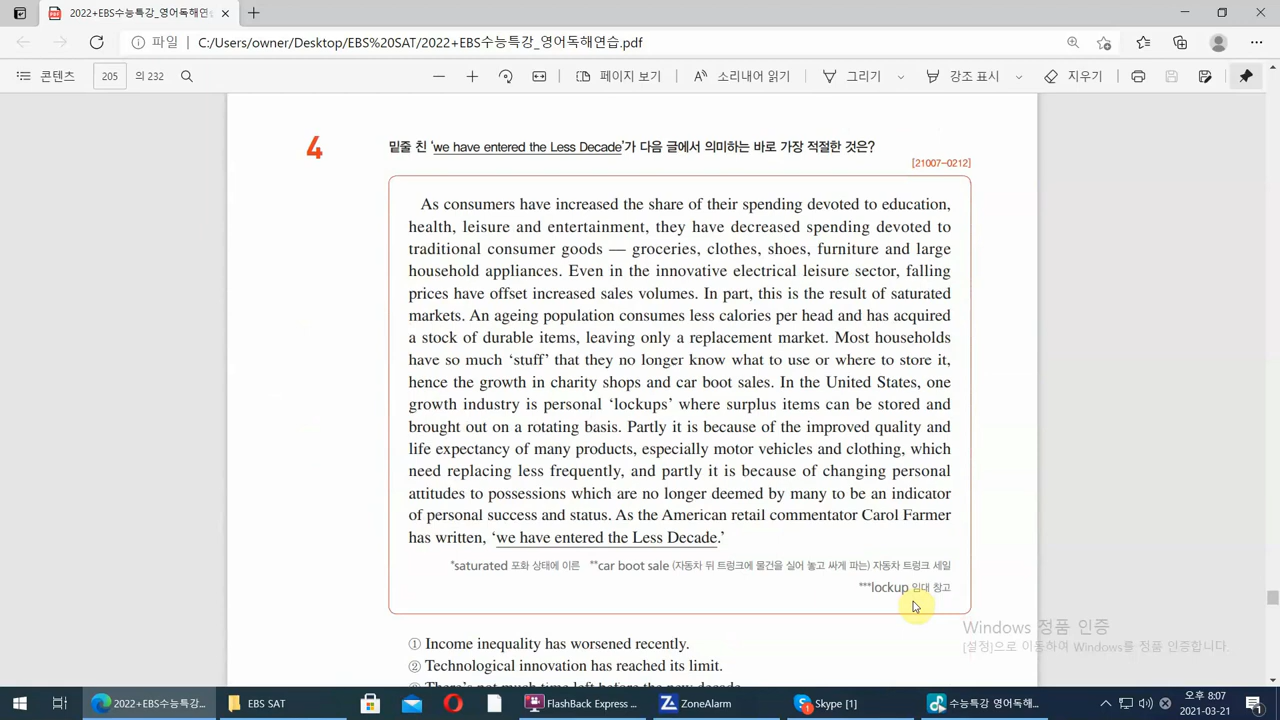 2022+EBS수능특강_영어독해연습
파일 C:/Users/owner/Desktop/EBS%20SAT/2022+EBS수능특강_영어독해연습.pdf
콘텐츠 205 의 232 페이지 보기 소리내어 읽기 그리기 강조 표시 지우기
4
밑줄 친 'we have entered the Less Decade'가 다음 글에서 의미하는 바로 가장 적절한 것은?
[21007-0212]
As consumers have increased the share of their spending devoted to education,
health, leisure and entertainment, they have decreased spending devoted to
traditional consumer goods — groceries, clothes, shoes, furniture and large
household appliances. Even in the innovative electrical leisure sector, falling
prices have offset increased sales volumes. In part, this is the result of saturated
markets. An ageing population consumes less calories per head and has acquired
a stock of durable items, leaving only a replacement market. Most households
have so much 'stuff' that they no longer know what to use or where to store it,
hence the growth in charity shops and car boot sales. In the United States, one
growth industry is personal 'lockups' where surplus items can be stored and
brought out on a rotating basis. Partly it is because of the improved quality and
life expectancy of many products, especially motor vehicles and clothing, which
need replacing less frequently, and partly it is because of changing personal
attitudes to possessions which are no longer deemed by many to be an indicator
of personal success and status. As the American retail commentator Carol Farmer
has written, 'we have entered the Less Decade.'
*saturated 포화 상태에 이른 **car boot sale (자동차 뒤 트렁크에 물건을 실어 놓고 싸게 파는) 자동차 트렁크 세일
***lockup 임대 창고
Windows 정품 인증
[설정]으로 이동하여 Windows를 정품 인증합니다.
① Income inequality has worsened recently.
② Technological innovation has reached its limit.
③ There's not much time left before the new decade.
2022+EBS수능특강_... EBS SAT FlashBack Express ... ZoneAlarm Skype [1] 수능특강 영어독해... 오후 8:07
2021-03-21